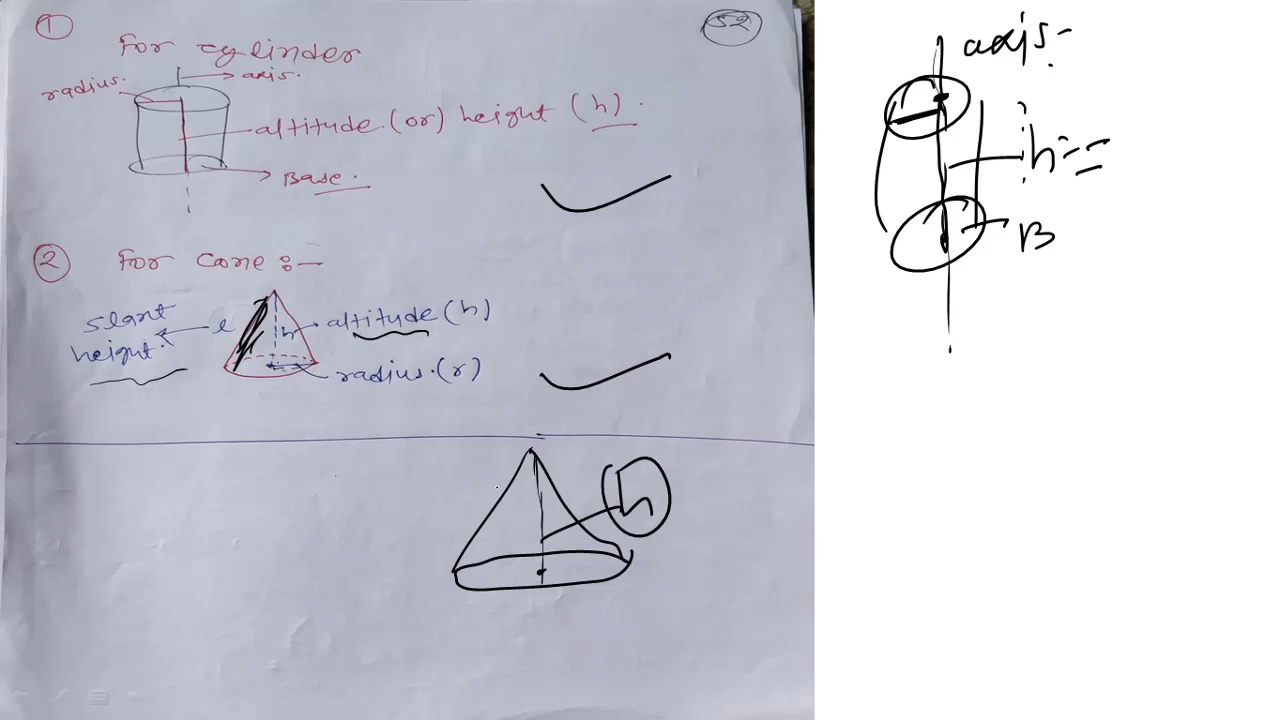 ①
52
For cylinder
radius.
axis.
altitude (or) height (h).
Base.
② For cone :-
slant
height.
l
h
altitude (h)
radius.(r)
h
axis-
h=
B